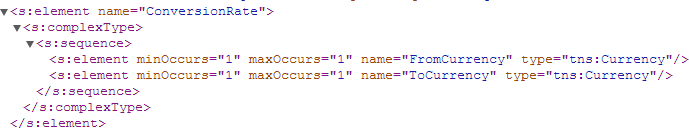 <s:element name="ConversionRate">
<s:complexType>
<s:sequence>
<s:element minOccurs="1" maxOccurs="1" name="FromCurrency" type="tns:Currency"/>
<s:element minOccurs="1" maxOccurs="1" name="ToCurrency" type="tns:Currency"/>
</s:sequence>
</s:complexType>
</s:element>